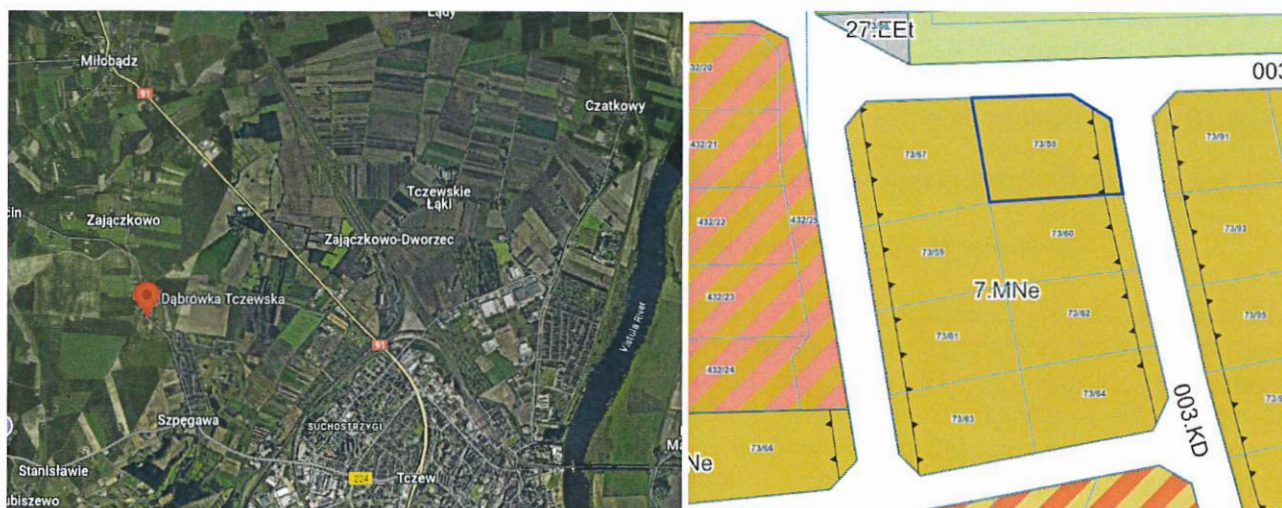 Łądy
Miłobądz
91
Czatkowy
Tczewskie
Łąki
Zajączkowo
Zajączkowo-Dworzec
Dąbrówka Tczewska
Vistula River
91
Szpęgawa
SUCHOSTRZYGI
Stanisławie
224
Tczew
ubiszewo
27.EEt
003
432/20
432/21
432/22
432/25
432/23
432/24
73/66
Ne
73/67
73/58
73/59
73/60
7.MNe
73/61
73/62
73/63
73/64
003.KD
73/91
73/93
73/95